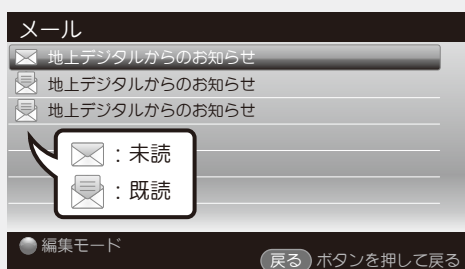 メール
地上デジタルからのお知らせ
地上デジタルからのお知らせ
地上デジタルからのお知らせ
：未読
：既読
編集モード
戻る ボタンを押して戻る